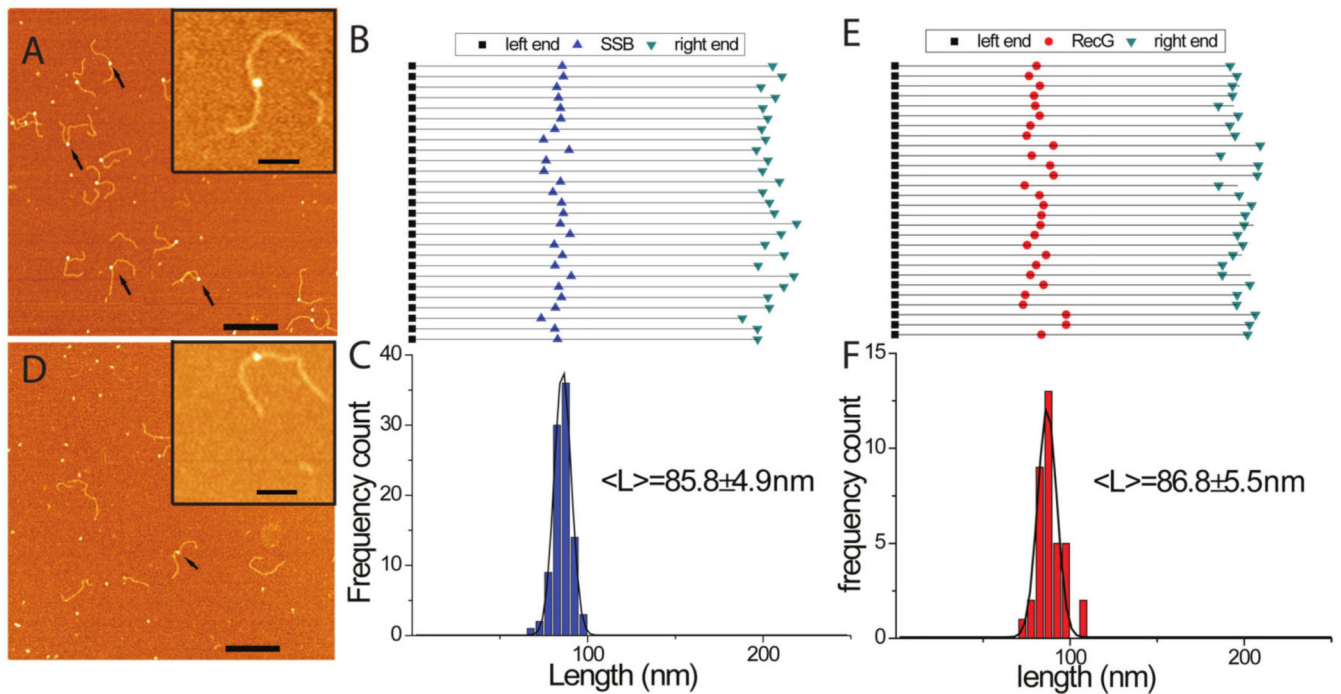 A
B
■ left end ▲ SSB ▼ right end
E
■ left end ● RecG ▼ right end
D
C
40
30
20
10
0
Frequency count
<L>=85.8±4.9nm
100
200
Length (nm)
F
15
10
5
0
frequency count
<L>=86.8±5.5nm
100
200
length (nm)